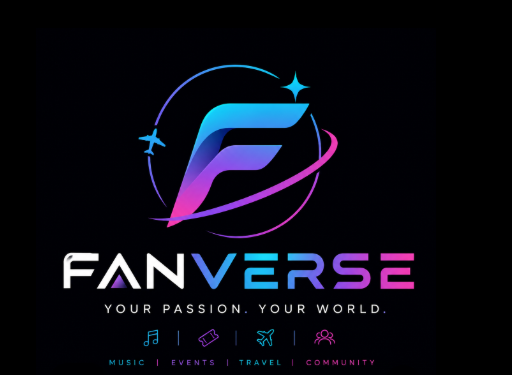 FANVERSE
YOUR PASSION. YOUR WORLD.
MUSIC | EVENTS | TRAVEL | COMMUNITY